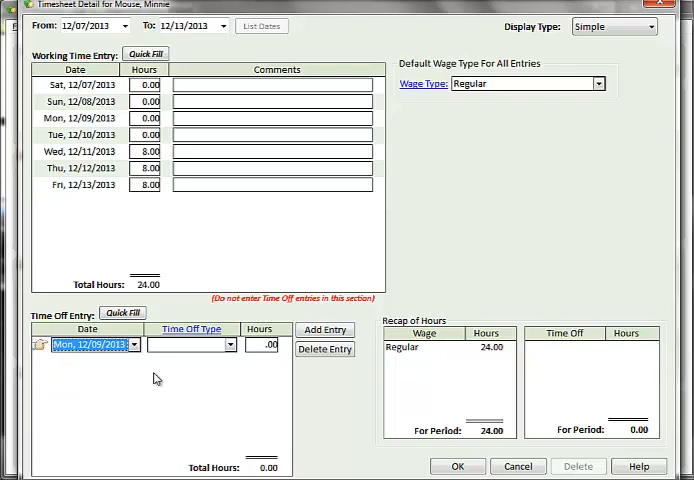 Timesheet Detail for Mouse, Minnie
From: 12/07/2013 To: 12/13/2013 List Dates Display Type: Simple
Working Time Entry: Quick Fill
Default Wage Type For All Entries
Date Hours Comments
Wage Type: Regular
Sat, 12/07/2013 0.00
Sun, 12/08/2013 0.00
Mon, 12/09/2013 0.00
Tue, 12/10/2013 0.00
Wed, 12/11/2013 8.00
Thu, 12/12/2013 8.00
Fri, 12/13/2013 8.00
Total Hours: 24.00
(Do not enter Time Off entries in this section)
Time Off Entry: Quick Fill
Date Time Off Type Hours
Mon, 12/09/2013 .00
Add Entry
Delete Entry
Total Hours: 0.00
Recap of Hours
Wage Hours
Regular 24.00
For Period: 24.00
Time Off Hours
For Period: 0.00
OK Cancel Delete Help